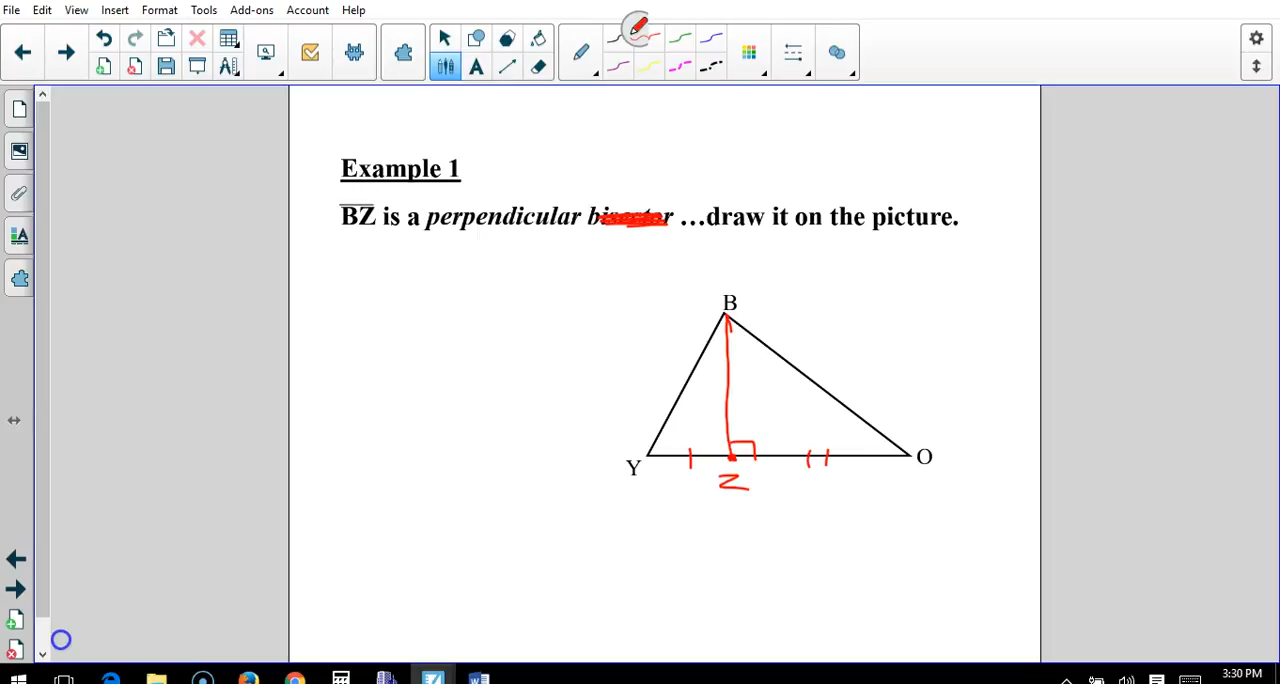 File Edit View Insert Format Tools Add-ons Account Help
Example 1
BZ is a perpendicular bisector ...draw it on the picture.
B
Y
O
Z
3:30 PM